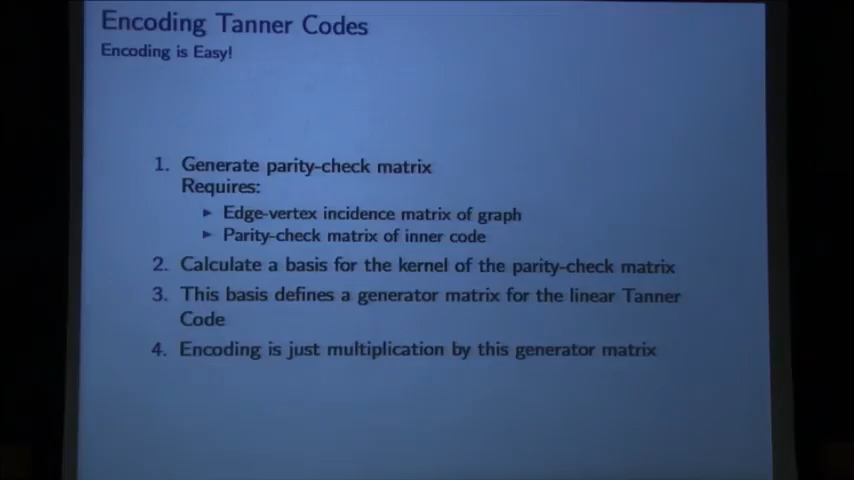 Encoding Tanner Codes
Encoding is Easy!
1. Generate parity-check matrix
Requires:
▶ Edge-vertex incidence matrix of graph
▶ Parity-check matrix of inner code
2. Calculate a basis for the kernel of the parity-check matrix
3. This basis defines a generator matrix for the linear Tanner
Code
4. Encoding is just multiplication by this generator matrix